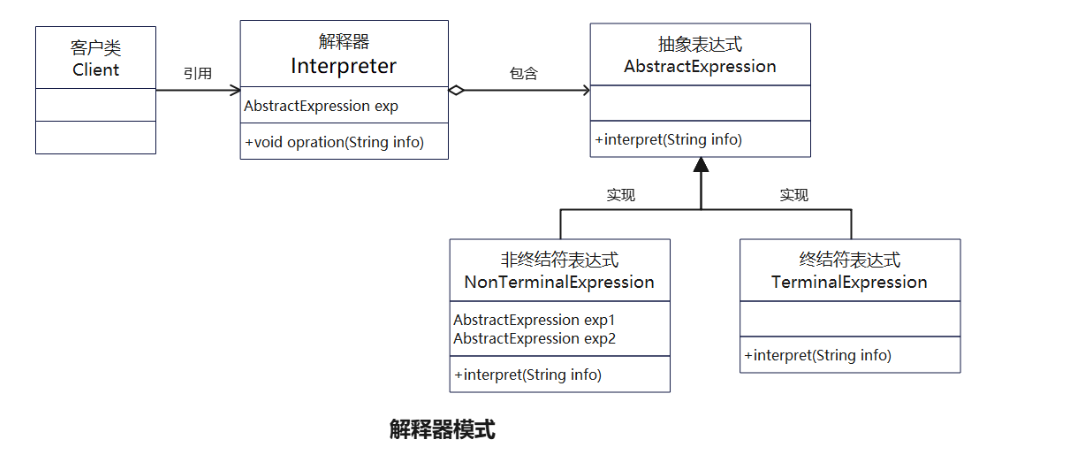 客户类
Client
引用
解释器
Interpreter
AbstractExpression exp
+void opration(String info)
包含
抽象表达式
AbstractExpression
+interpret(String info)
实现
实现
非终结符表达式
NonTerminalExpression
AbstractExpression exp1
AbstractExpression exp2
+interpret(String info)
终结符表达式
TerminalExpression
+interpret(String info)
解释器模式